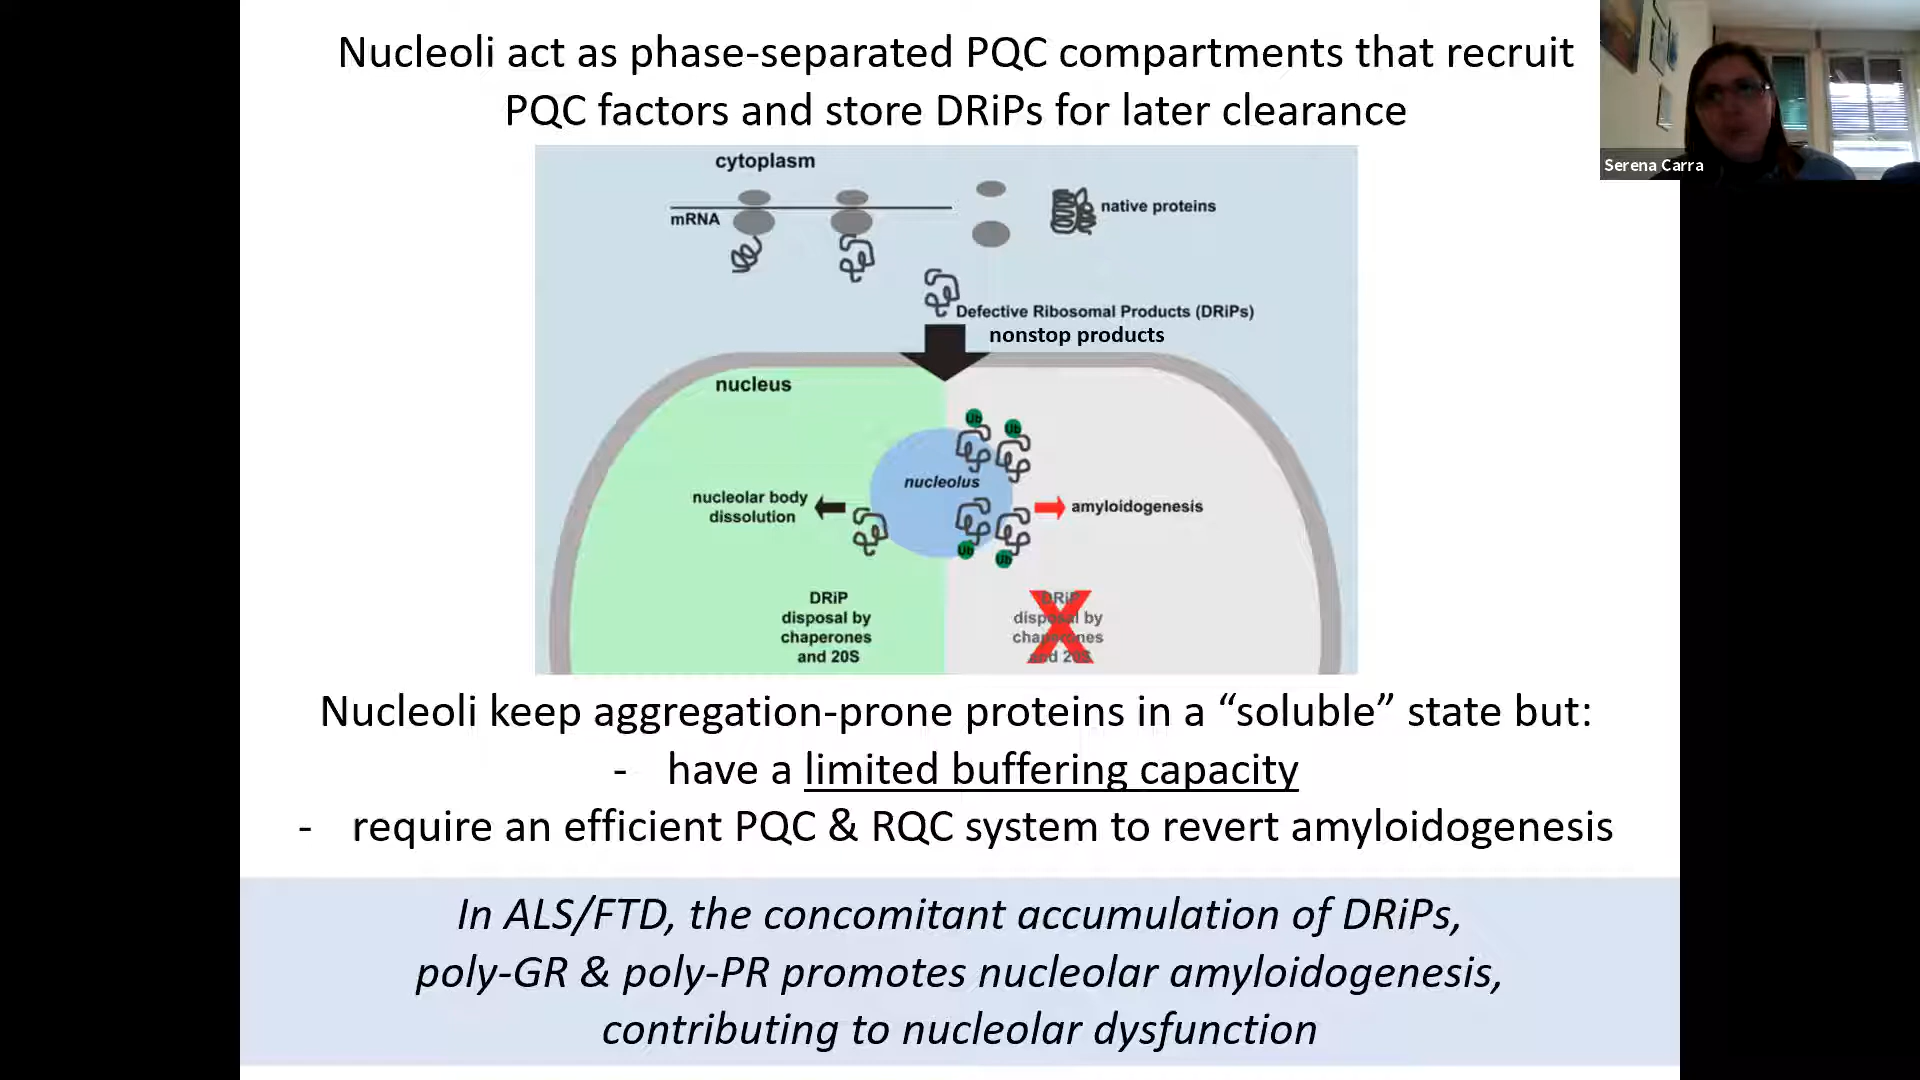 Nucleoli act as phase-separated PQC compartments that recruit
PQC factors and store DRiPs for later clearance
Serena Carra
cytoplasm
mRNA
native proteins
Defective Ribosomal Products (DRiPs)
nonstop products
nucleus
Ub
Ub
nucleolus
nucleolar body
dissolution
amyloidogenesis
Ub
Ub
DRiP
disposal by
chaperones
and 20S
DRiP
disposal by
chaperones
and 20S
Nucleoli keep aggregation-prone proteins in a “soluble” state but:
- have a limited buffering capacity
- require an efficient PQC & RQC system to revert amyloidogenesis
In ALS/FTD, the concomitant accumulation of DRiPs,
poly-GR & poly-PR promotes nucleolar amyloidogenesis,
contributing to nucleolar dysfunction